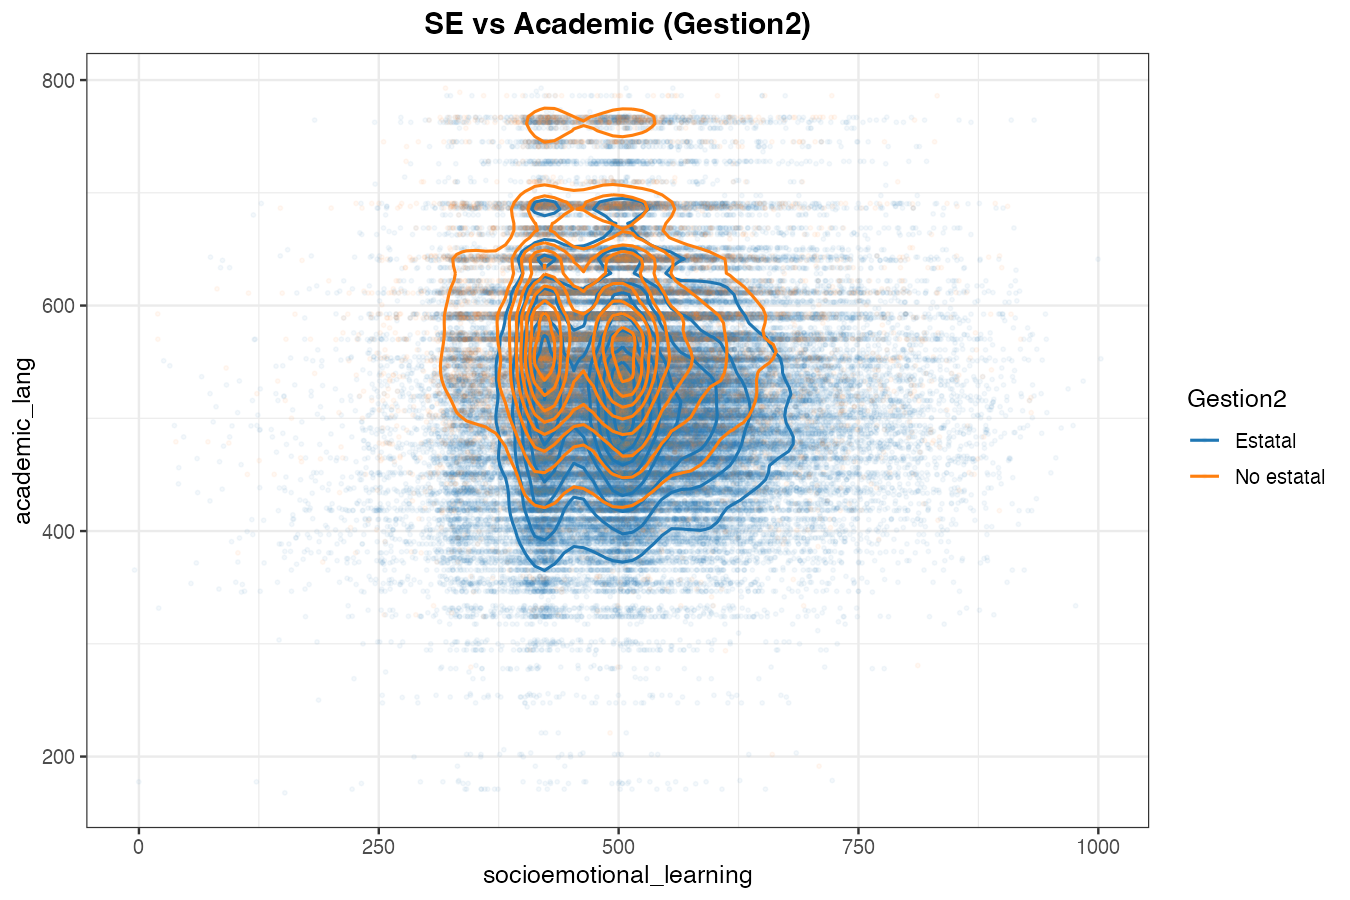 SE vs Academic (Gestion2)
800
600
400
200
academic_lang
0
250
500
750
1000
socioemotional_learning
Gestion2
Estatal
No estatal